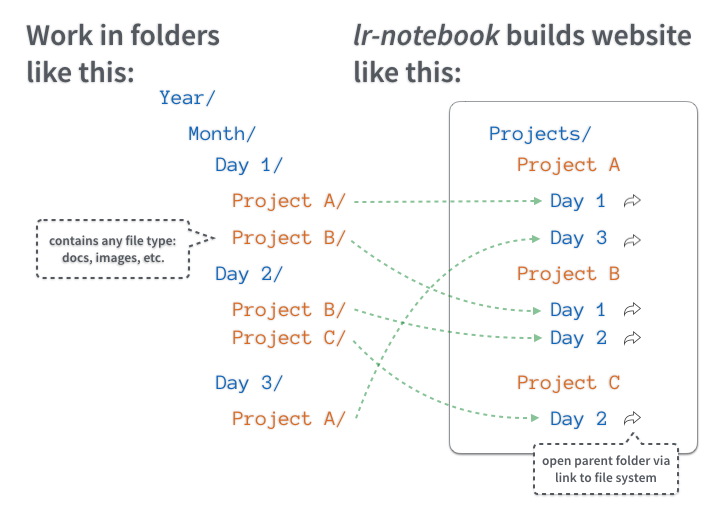 Work in folders
like this:
Year/
Month/
Day 1/
Project A/
Project B/
contains any file type:
docs, images, etc.
Day 2/
Project B/
Project C/
Day 3/
Project A/
lr-notebook builds website
like this:
Projects/
Project A
Day 1
Day 3
Project B
Day 1
Day 2
Project C
Day 2
open parent folder via
link to file system